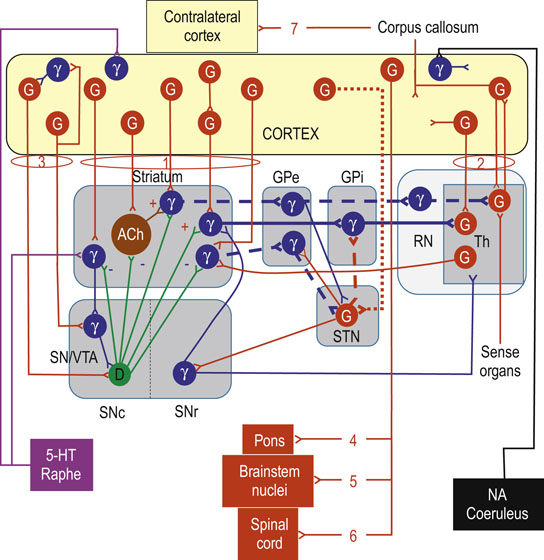 Contralateral
cortex
7
Corpus callosum
γ
γ
G
γ
G
G
G
G
G
G
G
G
G
G
G
CORTEX
3
1
2
Striatum
GPe
GPi
+
γ
γ
γ
G
ACh
+
γ
γ
G
RN
Th
γ
-
-
-
γ
γ
G
γ
G
STN
SN/VTA
D
γ
Sense
organs
SNc
SNr
5-HT
Raphe
Pons
4
Brainstem
nuclei
5
Spinal
cord
6
NA
Coeruleus